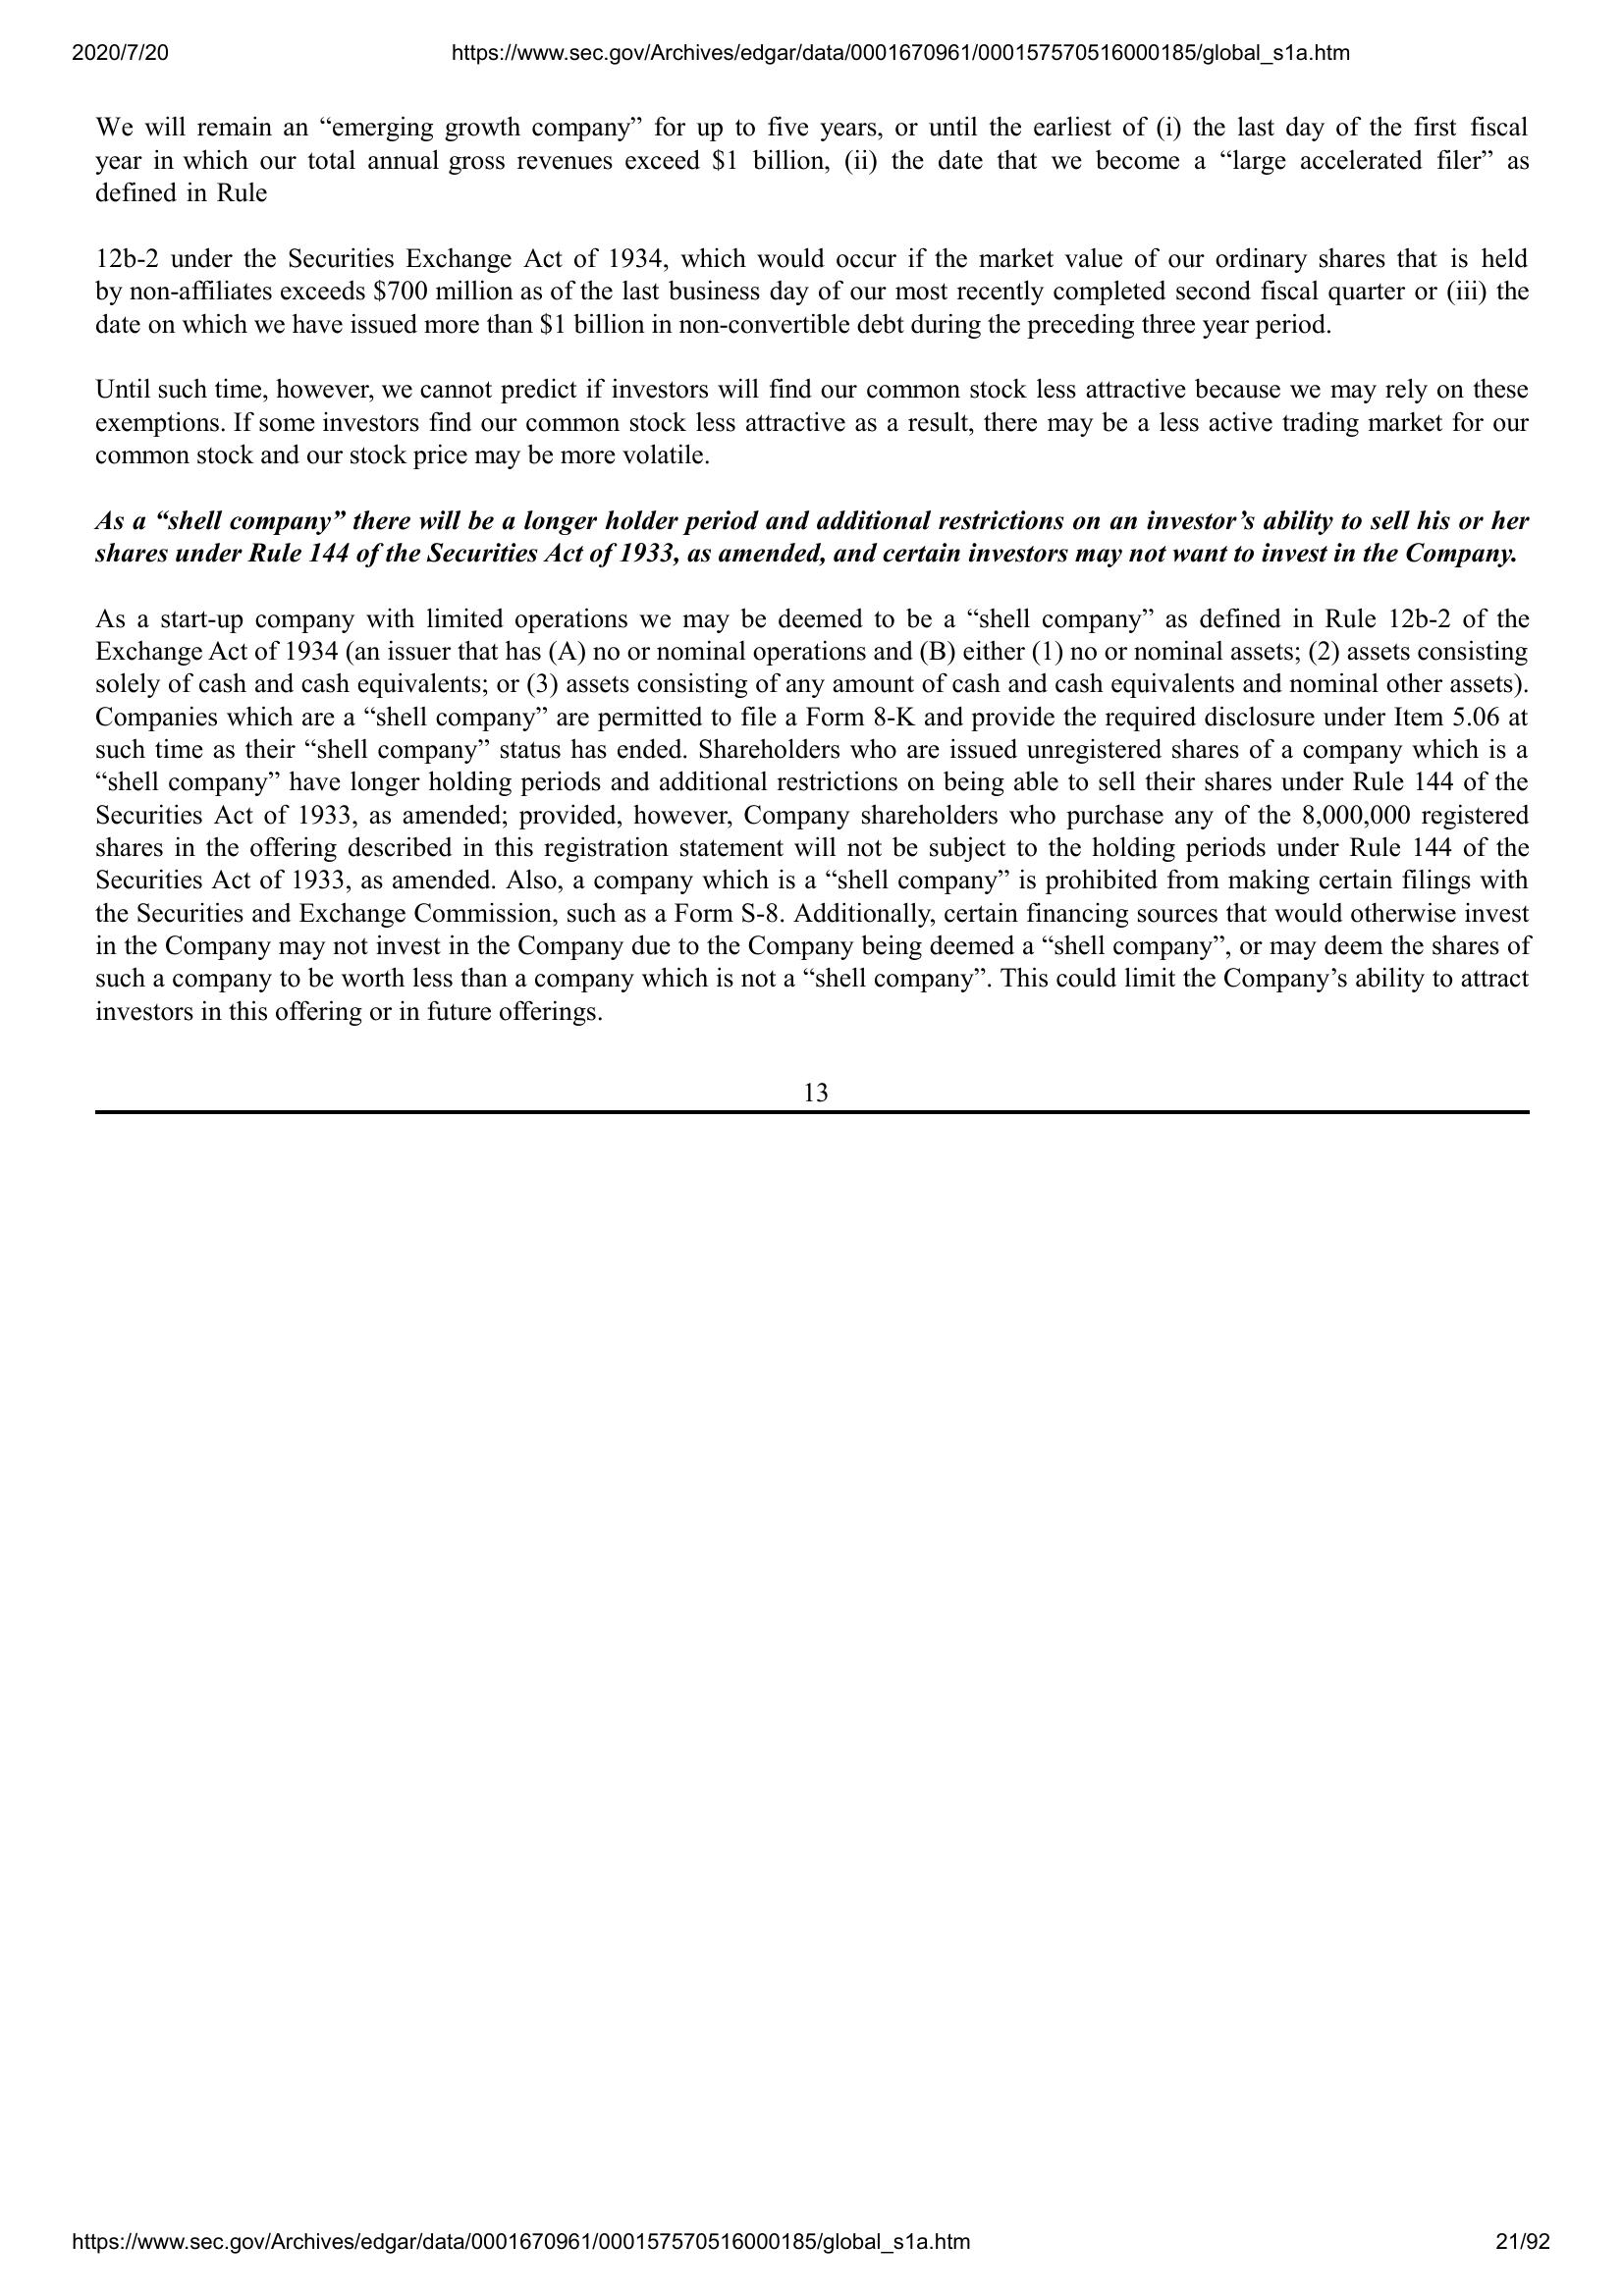 2020/7/20 https://www.sec.gov/Archives/edgar/data/0001670961/000157570516000185/global_s1a.htm
We will remain an “emerging growth company” for up to five years, or until the earliest of (i) the last day of the first fiscal
year in which our total annual gross revenues exceed $1 billion, (ii) the date that we become a “large accelerated filer” as
defined in Rule
12b-2 under the Securities Exchange Act of 1934, which would occur if the market value of our ordinary shares that is held
by non-affiliates exceeds $700 million as of the last business day of our most recently completed second fiscal quarter or (iii) the
date on which we have issued more than $1 billion in non-convertible debt during the preceding three year period.
Until such time, however, we cannot predict if investors will find our common stock less attractive because we may rely on these
exemptions. If some investors find our common stock less attractive as a result, there may be a less active trading market for our
common stock and our stock price may be more volatile.
As a “shell company” there will be a longer holder period and additional restrictions on an investor’s ability to sell his or her
shares under Rule 144 of the Securities Act of 1933, as amended, and certain investors may not want to invest in the Company.
As a start-up company with limited operations we may be deemed to be a “shell company” as defined in Rule 12b-2 of the
Exchange Act of 1934 (an issuer that has (A) no or nominal operations and (B) either (1) no or nominal assets; (2) assets consisting
solely of cash and cash equivalents; or (3) assets consisting of any amount of cash and cash equivalents and nominal other assets).
Companies which are a “shell company” are permitted to file a Form 8-K and provide the required disclosure under Item 5.06 at
such time as their “shell company” status has ended. Shareholders who are issued unregistered shares of a company which is a
“shell company” have longer holding periods and additional restrictions on being able to sell their shares under Rule 144 of the
Securities Act of 1933, as amended; provided, however, Company shareholders who purchase any of the 8,000,000 registered
shares in the offering described in this registration statement will not be subject to the holding periods under Rule 144 of the
Securities Act of 1933, as amended. Also, a company which is a “shell company” is prohibited from making certain filings with
the Securities and Exchange Commission, such as a Form S-8. Additionally, certain financing sources that would otherwise invest
in the Company may not invest in the Company due to the Company being deemed a “shell company”, or may deem the shares of
such a company to be worth less than a company which is not a “shell company”. This could limit the Company’s ability to attract
investors in this offering or in future offerings.
13
https://www.sec.gov/Archives/edgar/data/0001670961/000157570516000185/global_s1a.htm 21/92